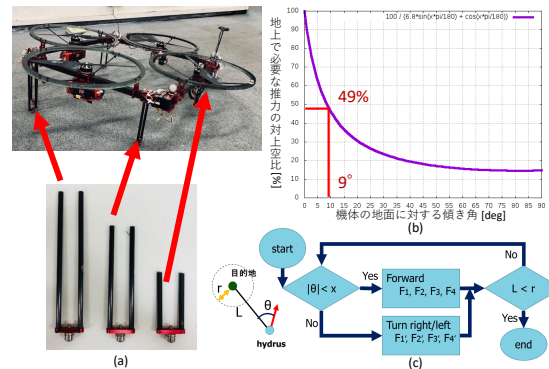 (a)
100 / (6.8*sin(x*pi/180) + cos(x*pi/180)
地上で必要な推力の対上空比[%]
100
90
80
70
60
50
40
30
20
10
0
49%
9°
0 5 10 15 20 25 30 35 40 45 50 55 60 65 70 75 80 85 90
機体の地面に対する傾き角 [deg]
(b)
start
目的地
r
L
θ
hydrus
|θ|< x
Yes
No
Forward
F1, F2, F3, F4
Turn right/left
F1', F2', F3', F4'
No
L < r
Yes
end
(c)